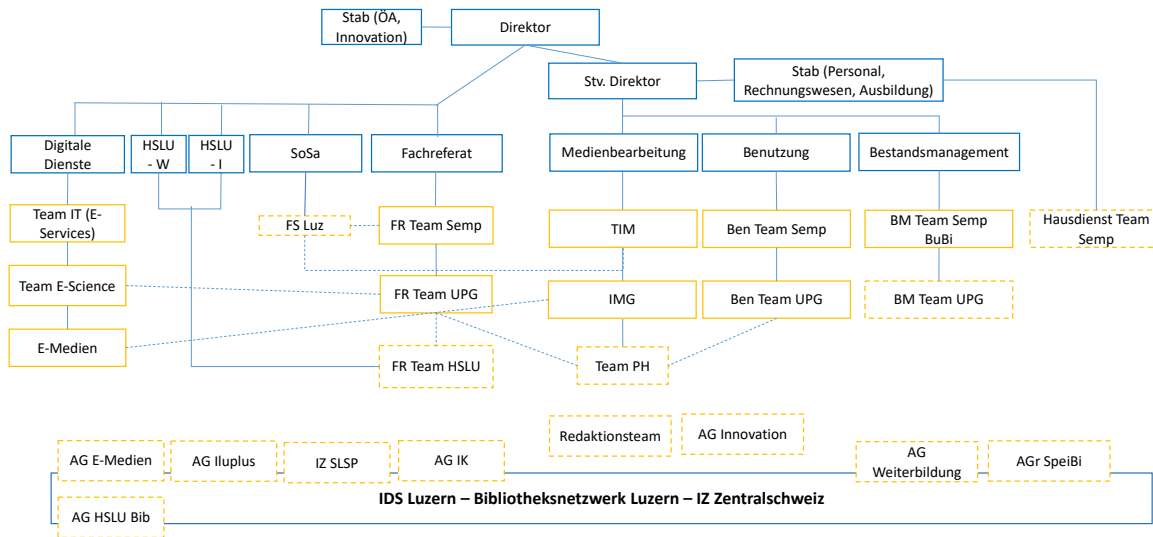 Stab (ÖA,
Innovation)
Direktor
Stv. Direktor
Stab (Personal,
Rechnungswesen, Ausbildung)
Digitale
Dienste
HSLU
- W
HSLU
- I
SoSa
Fachreferat
Medienbearbeitung
Benutzung
Bestandsmanagement
Team IT (E-
Services)
FS Luz
FR Team Semp
TIM
Ben Team Semp
BM Team Semp
BuBi
Hausdienst Team
Semp
Team E-Science
FR Team UPG
IMG
Ben Team UPG
BM Team UPG
E-Medien
FR Team HSLU
Team PH
Redaktionsteam
AG Innovation
AG E-Medien
AG Iluplus
IZ SLSP
AG IK
AG
Weiterbildung
AGr SpeiBi
IDS Luzern – Bibliotheksnetzwerk Luzern – IZ Zentralschweiz
AG HSLU Bib